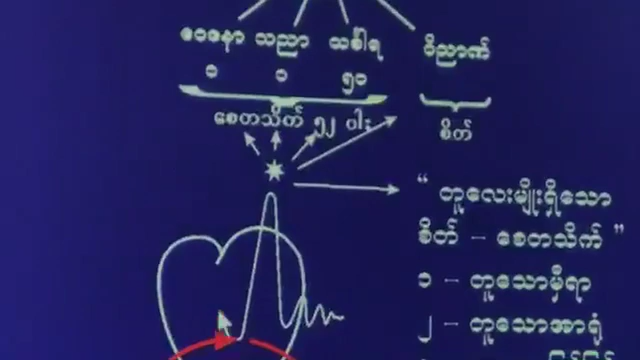 ဝေဒနာ သညာ သင်္ခါရ ဝိညာဏ်
၁ ၁ ၅၀
စေတသိက် ၅၂ ပါး စိတ်
“ တူလေးမျိုးရှိသော
စိတ် – စေတသိက် ”
၁ – တူသောမှီရာ
၂ – တူသောအာရုံ